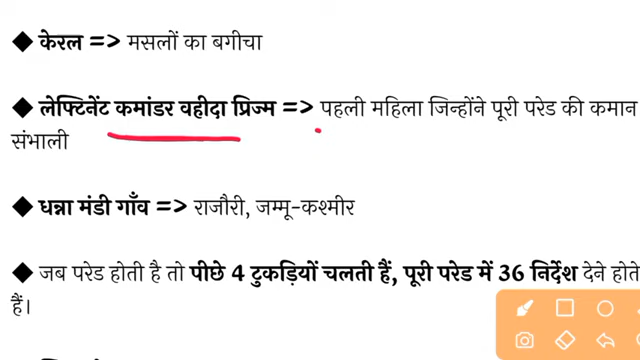 ◆ केरल => मसलों का बगीचा
◆ लेफ्टिनेंट कमांडर वहीदा प्रिज्म => पहली महिला जिन्होंने पूरी परेड की कमान
संभाली
◆ धन्ना मंडी गाँव => राजौरी, जम्मू-कश्मीर
◆ जब परेड होती है तो पीछे 4 टुकड़ियों चलती हैं, पूरी परेड में 36 निर्देश देने होते
हैं।